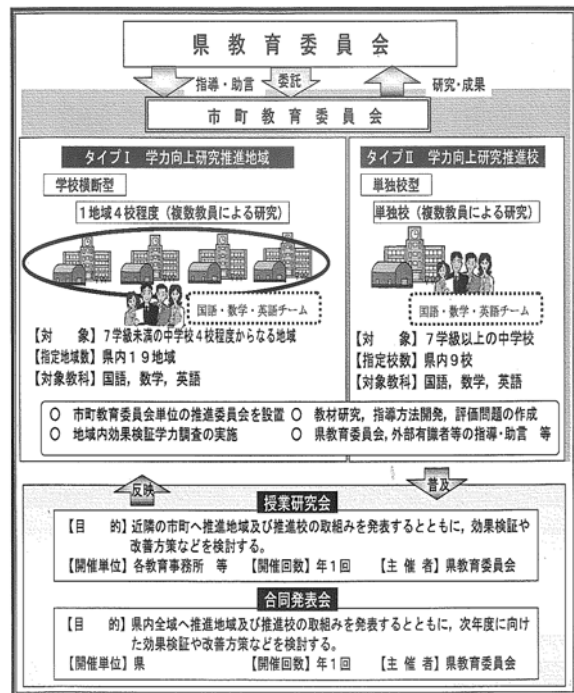 県教育委員会
指導・助言
委託
研究・成果
市町教育委員会
タイプⅠ 学力向上研究推進地域
学校横断型
1地域4校程度(複数教員による研究)
国語・数学・英語チーム
【対　　象】7学級未満の中学校4校程度からなる地域
【指定地域数】県内19地域
【対象教科】国語,数学,英語
タイプⅡ 学力向上研究推進校
単独校型
単独校(複数教員による研究)
国語・数学・英語チーム
【対　　象】7学級以上の中学校
【指定校数】県内9校
【対象教科】国語,数学,英語
○ 市町教育委員会単位の推進委員会を設置 ○ 教材研究,指導方法開発,評価問題の作成
○ 地域内効果検証学力調査の実施 ○ 県教育委員会,外部有識者等の指導・助言 等
反映
普及
授業研究会
【目　　的】近隣の市町へ推進地域及び推進校の取組みを発表するとともに,効果検証や
改善方策などを検討する。
【開催単位】各教育事務所 等 【開催回数】年1回 【主 催 者】県教育委員会
合同発表会
【目　　的】県内全域へ推進地域及び推進校の取組みを発表するとともに,次年度に向け
た効果検証や改善方策などを検討する。
【開催単位】県 【開催回数】年1回 【主 催 者】県教育委員会